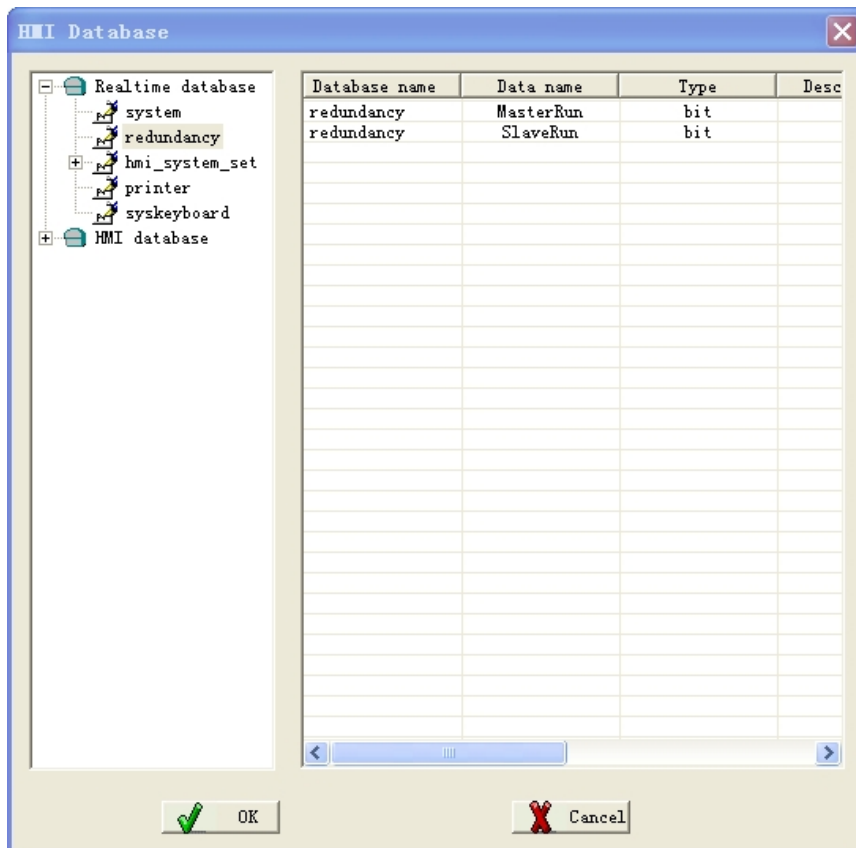 HMI Database
Realtime database
system
redundancy
hmi_system_set
printer
syskeyboard
HMI database
Database name Data name Type Desc
redundancy MasterRun bit
redundancy SlaveRun bit
OK Cancel